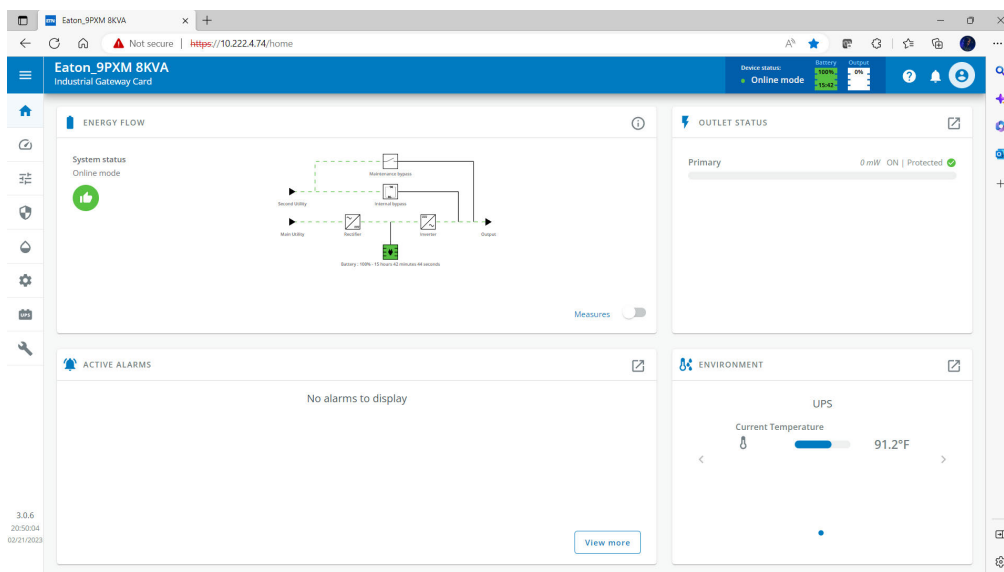 Eaton_9PXM 8KVA
Not secure | https://10.222.4.74/home
Eaton_9PXM 8KVA
Industrial Gateway Card
Device status:
Online mode
Battery
100%
15:42
Output
0%
ENERGY FLOW
System status
Online mode
Maintenance bypass
Second Utility
Internal bypass
Main Utility
Rectifier
Inverter
Output
Battery : 100% - 15 hours 42 minutes 44 seconds
Measures
OUTLET STATUS
Primary
0 mW ON | Protected
UPS
ACTIVE ALARMS
No alarms to display
View more
ENVIRONMENT
UPS
Current Temperature
91.2°F
3.0.6
20:50:04
02/21/2023